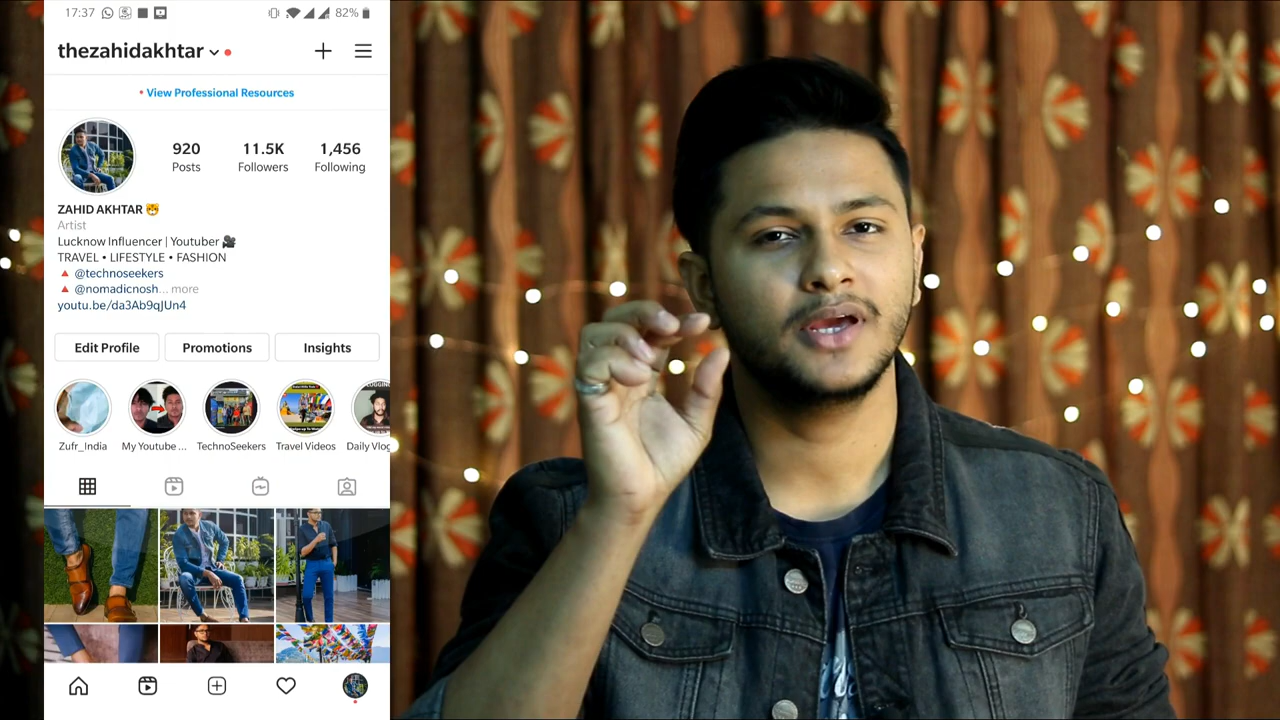 17:37
82%
thezahidakhtar
View Professional Resources
920
11.5K
1,456
Posts
Followers
Following
ZAHID AKHTAR 🐯
Artist
Lucknow Influencer | Youtuber 🎥
TRAVEL • LIFESTYLE • FASHION
🔺 @technoseekers
🔺 @nomadicnosh... more
youtu.be/da3Ab9qJUn4
Edit Profile
Promotions
Insights
Zufr_India
My Youtube ...
TechnoSeekers
Travel Videos
Daily Vlog